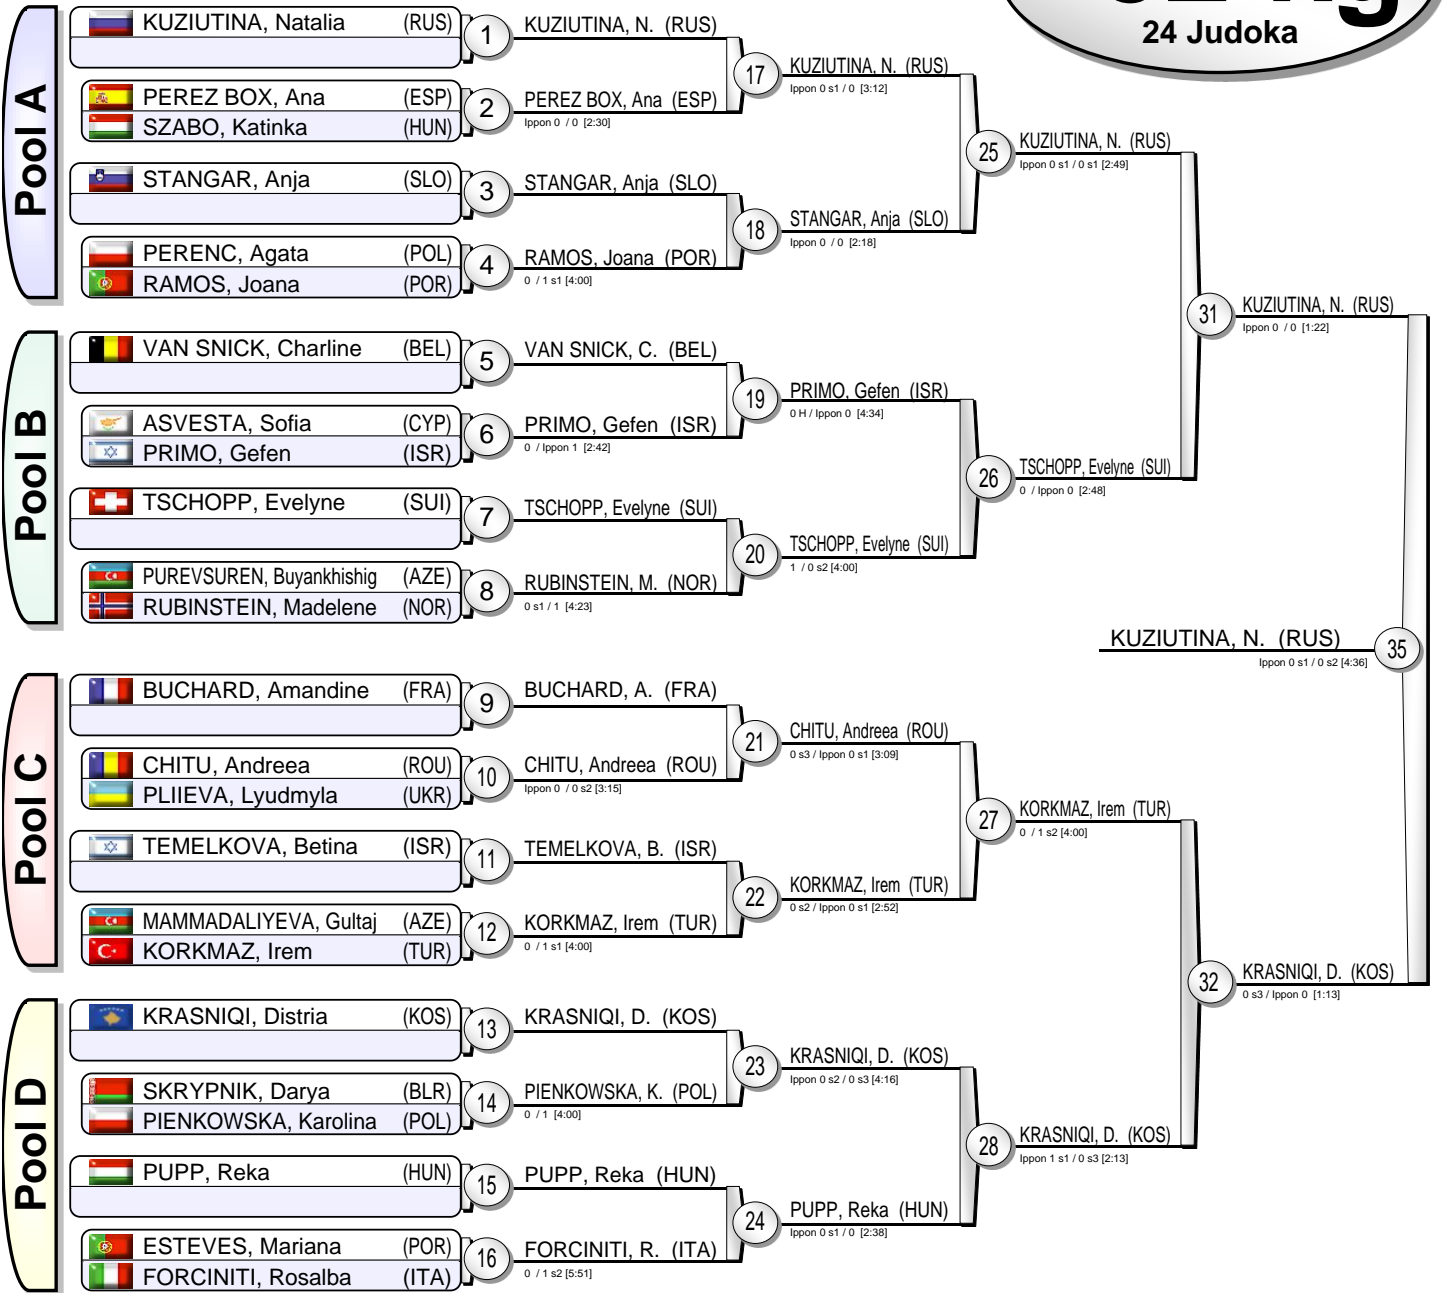 24 Judoka
Pool A
KUZIUTINA, Natalia (RUS)
PEREZ BOX, Ana (ESP)
SZABO, Katinka (HUN)
STANGAR, Anja (SLO)
PERENC, Agata (POL)
RAMOS, Joana (POR)
1
2
3
4
KUZIUTINA, N. (RUS)
PEREZ BOX, Ana (ESP)
Ippon 0 / 0 [2:30]
STANGAR, Anja (SLO)
RAMOS, Joana (POR)
0 / 1 s1 [4:00]
17
18
KUZIUTINA, N. (RUS)
Ippon 0 s1 / 0 [3:12]
STANGAR, Anja (SLO)
Ippon 0 / 0 [2:18]
25
KUZIUTINA, N. (RUS)
Ippon 0 s1 / 0 s1 [2:49]
Pool B
VAN SNICK, Charline (BEL)
ASVESTA, Sofia (CYP)
PRIMO, Gefen (ISR)
TSCHOPP, Evelyne (SUI)
PUREVSUREN, Buyankhishig (AZE)
RUBINSTEIN, Madelene (NOR)
5
6
7
8
VAN SNICK, C. (BEL)
PRIMO, Gefen (ISR)
0 / Ippon 1 [2:42]
TSCHOPP, Evelyne (SUI)
RUBINSTEIN, M. (NOR)
0 s1 / 1 [4:23]
19
20
PRIMO, Gefen (ISR)
0 H / Ippon 0 [4:34]
TSCHOPP, Evelyne (SUI)
1 / 0 s2 [4:00]
26
TSCHOPP, Evelyne (SUI)
0 / Ippon 0 [2:48]
31
KUZIUTINA, N. (RUS)
Ippon 0 / 0 [1:22]
KUZIUTINA, N. (RUS)
Ippon 0 s1 / 0 s2 [4:36]
35
Pool C
BUCHARD, Amandine (FRA)
CHITU, Andreea (ROU)
PLIIEVA, Lyudmyla (UKR)
TEMELKOVA, Betina (ISR)
MAMMADALIYEVA, Gultaj (AZE)
KORKMAZ, Irem (TUR)
9
10
11
12
BUCHARD, A. (FRA)
CHITU, Andreea (ROU)
Ippon 0 / 0 s2 [3:15]
TEMELKOVA, B. (ISR)
KORKMAZ, Irem (TUR)
0 / 1 s1 [4:00]
21
22
CHITU, Andreea (ROU)
0 s3 / Ippon 0 s1 [3:09]
KORKMAZ, Irem (TUR)
0 s2 / Ippon 0 s1 [2:52]
27
KORKMAZ, Irem (TUR)
0 / 1 s2 [4:00]
Pool D
KRASNIQI, Distria (KOS)
SKRYPNIK, Darya (BLR)
PIENKOWSKA, Karolina (POL)
PUPP, Reka (HUN)
ESTEVES, Mariana (POR)
FORCINITI, Rosalba (ITA)
13
14
15
16
KRASNIQI, D. (KOS)
PIENKOWSKA, K. (POL)
0 / 1 [4:00]
PUPP, Reka (HUN)
FORCINITI, R. (ITA)
0 / 1 s2 [5:51]
23
24
KRASNIQI, D. (KOS)
Ippon 0 s2 / 0 s3 [4:16]
PUPP, Reka (HUN)
Ippon 0 s1 / 0 [2:38]
28
KRASNIQI, D. (KOS)
Ippon 1 s1 / 0 s3 [2:13]
32
KRASNIQI, D. (KOS)
0 s3 / Ippon 0 [1:13]